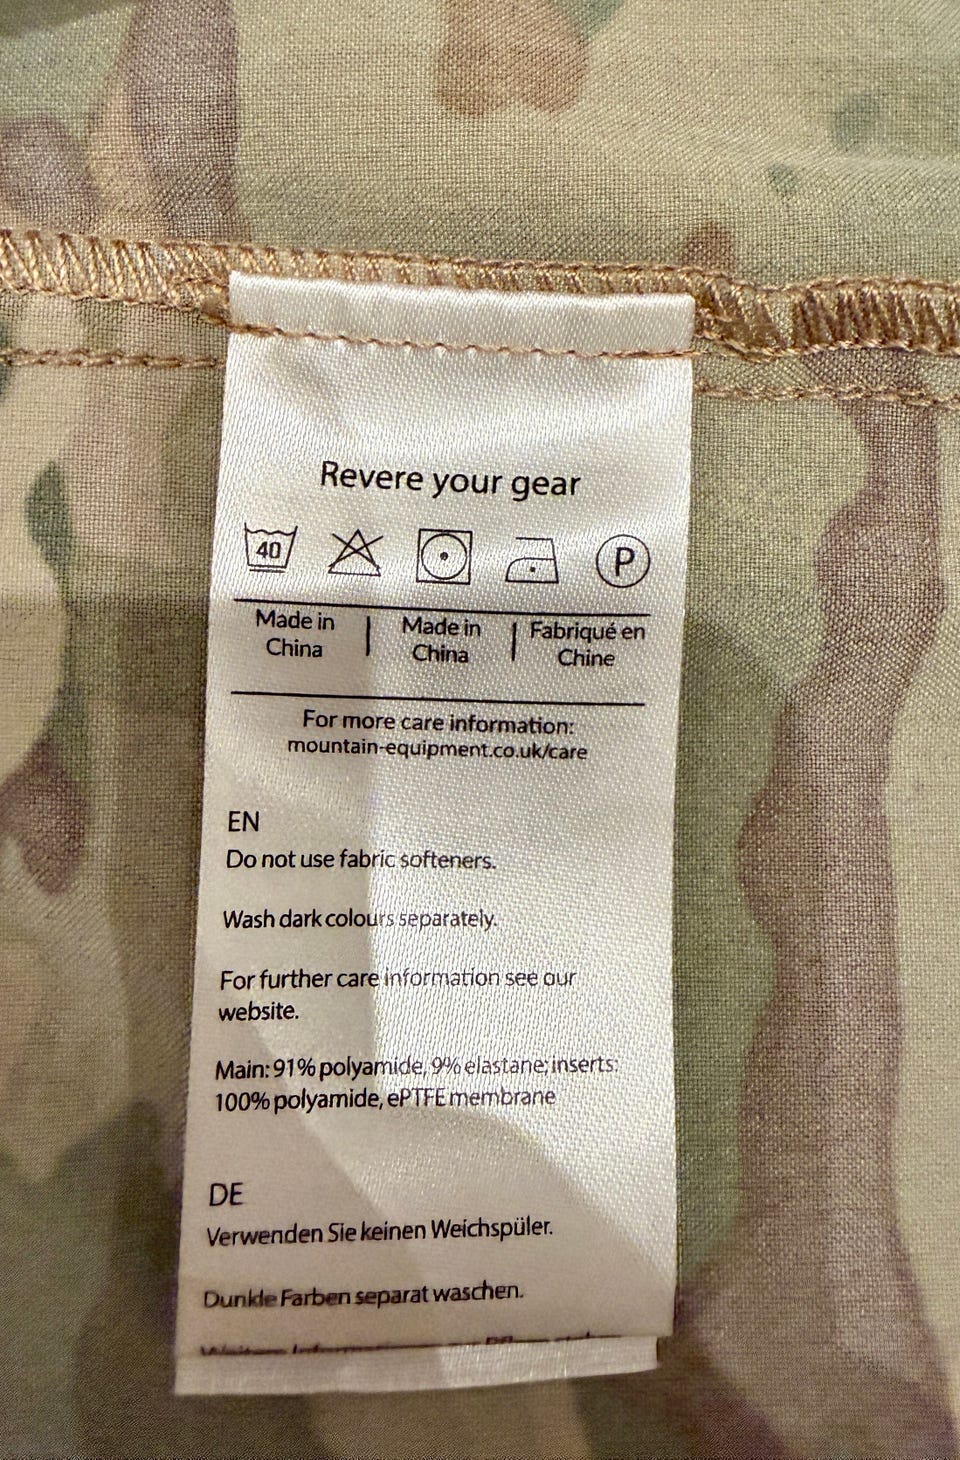 Revere your gear
40
P
Made in
China
Made in
China
Fabriqué en
Chine
For more care information:
mountain-equipment.co.uk/care
EN
Do not use fabric softeners.
Wash dark colours separately.
For further care information see our
website.
Main: 91% polyamide, 9% elastane; inserts:
100% polyamide, ePTFE membrane
DE
Verwenden Sie keinen Weichspüler.
Dunkle Farben separat waschen.